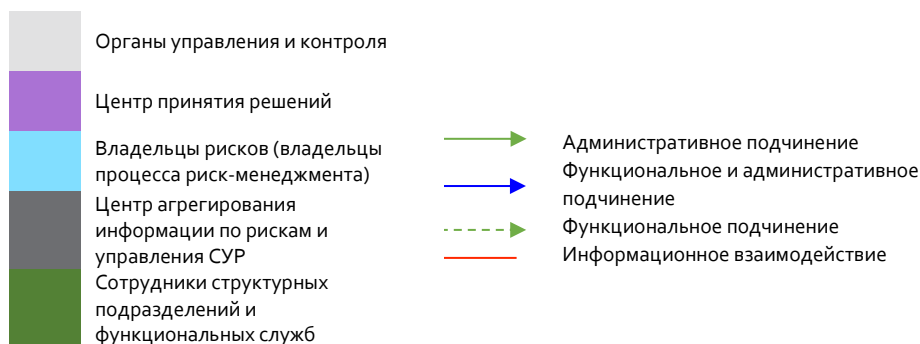 Органы управления и контроля
Центр принятия решений
Владельцы рисков (владельцы
процесса риск-менеджмента)
Центр агрегирования
информации по рискам и
управления СУР
Сотрудники структурных
подразделений и
функциональных служб
Административное подчинение
Функциональное и административное
подчинение
Функциональное подчинение
Информационное взаимодействие